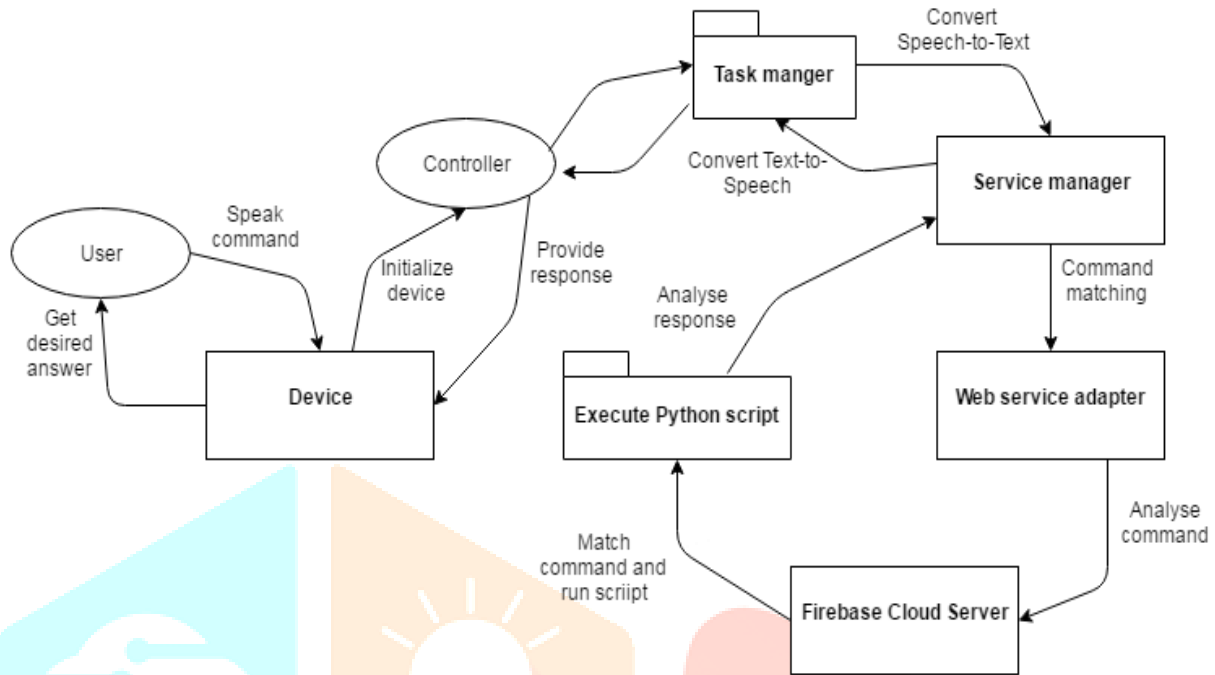 Convert
Speech-to-Text
Task manger
Controller
Convert Text-to-
Speech
Service manager
Speak
command
User
Initialize
device
Provide
response
Command
matching
Get
desired
answer
Analyse
response
Device
Execute Python script
Web service adapter
Analyse
command
Match
command and
run scriipt
Firebase Cloud Server